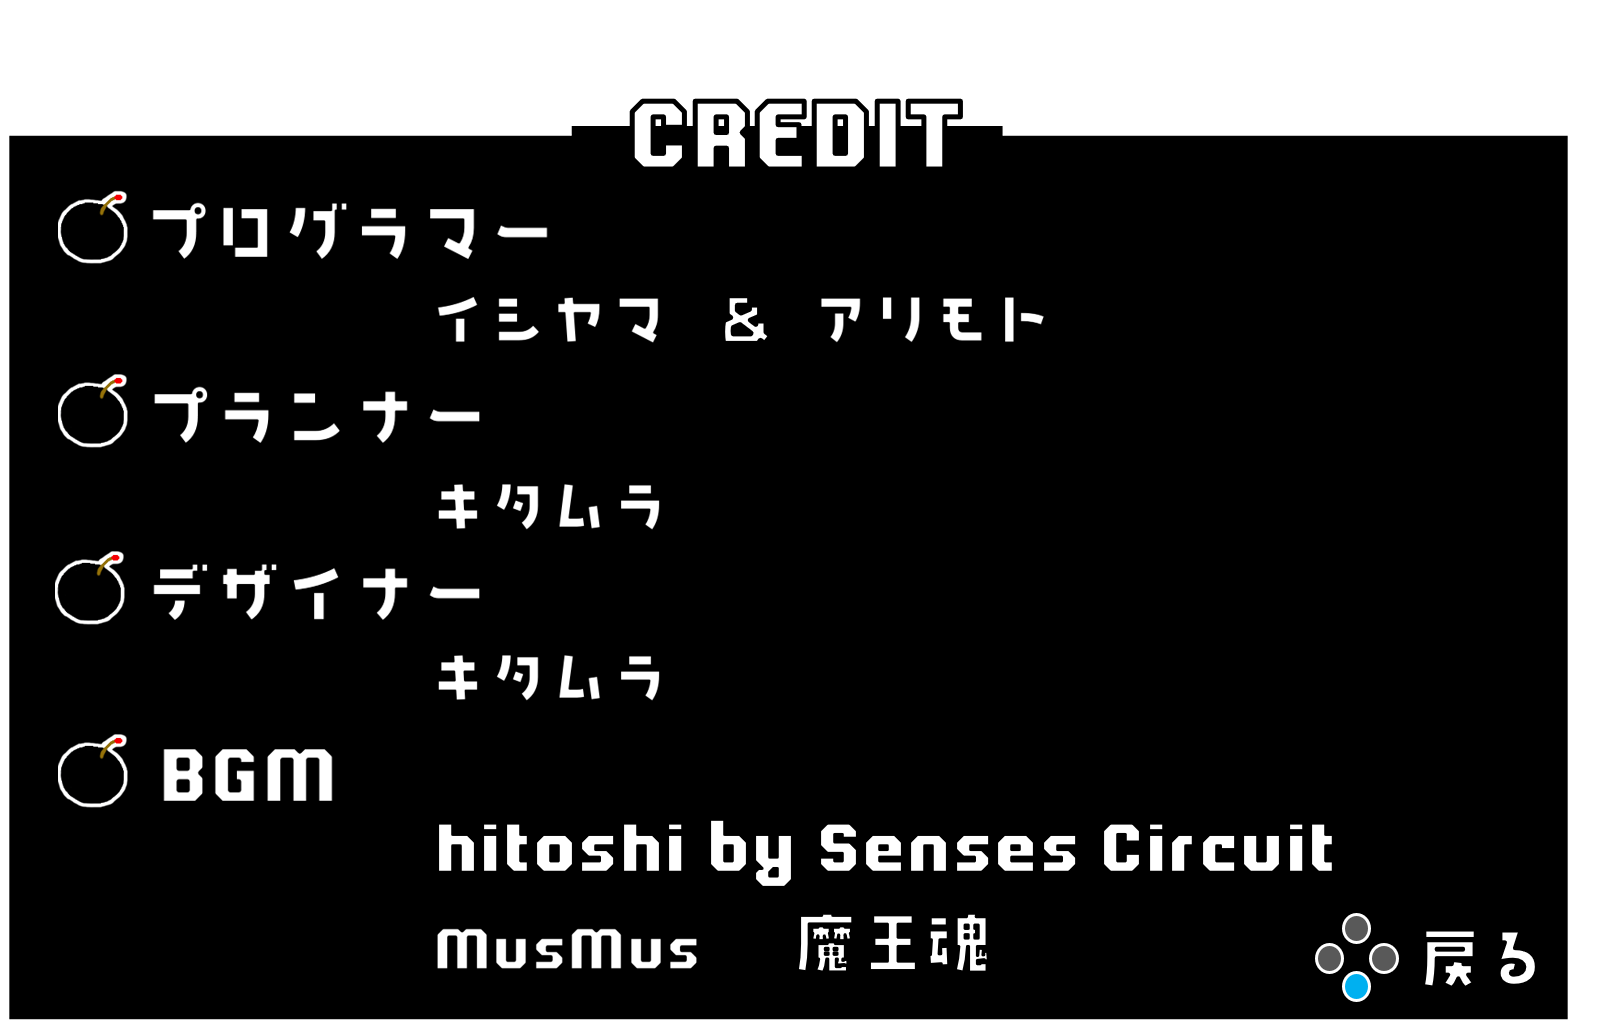 CREDIT
プログラマー
イシヤマ & アリモト
プランナー
キタムラ
デザイナー
キタムラ
BGM
hitoshi by Senses Circuit
MusMus 魔王魂
戻る